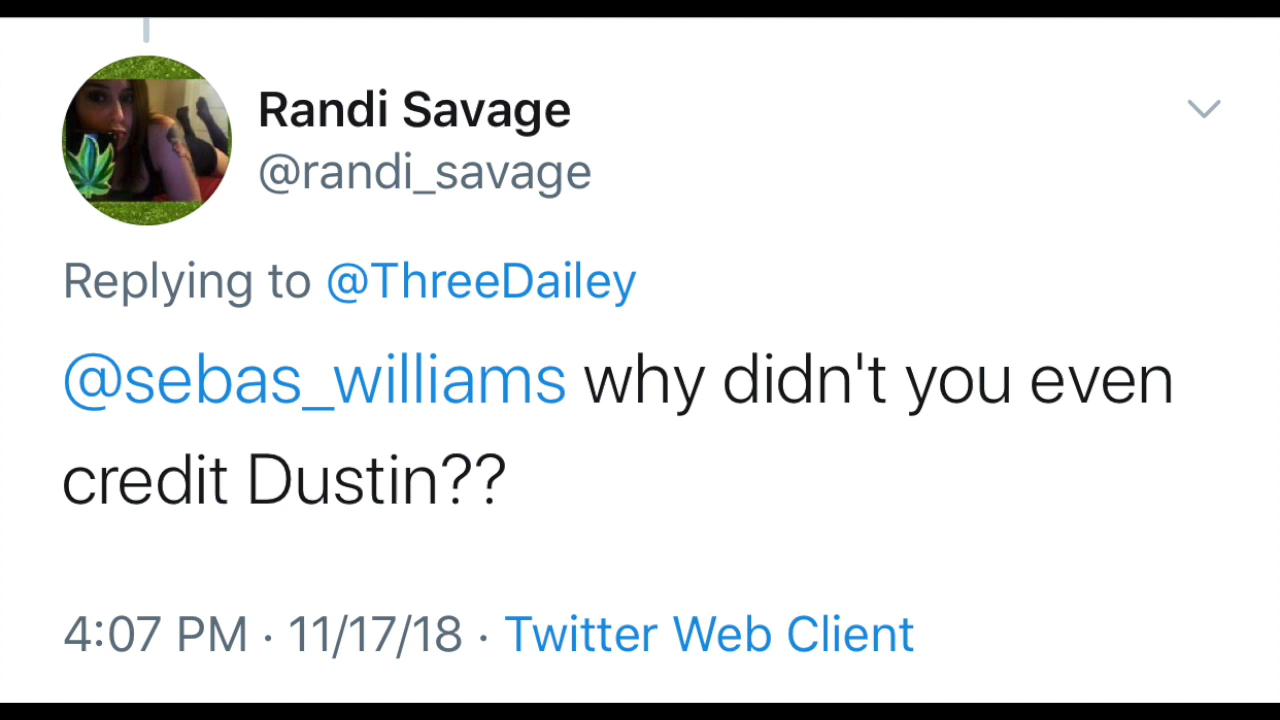 Randi Savage
@randi_savage
Replying to @ThreeDailey
@sebas_williams why didn't you even
credit Dustin??
4:07 PM · 11/17/18 · Twitter Web Client